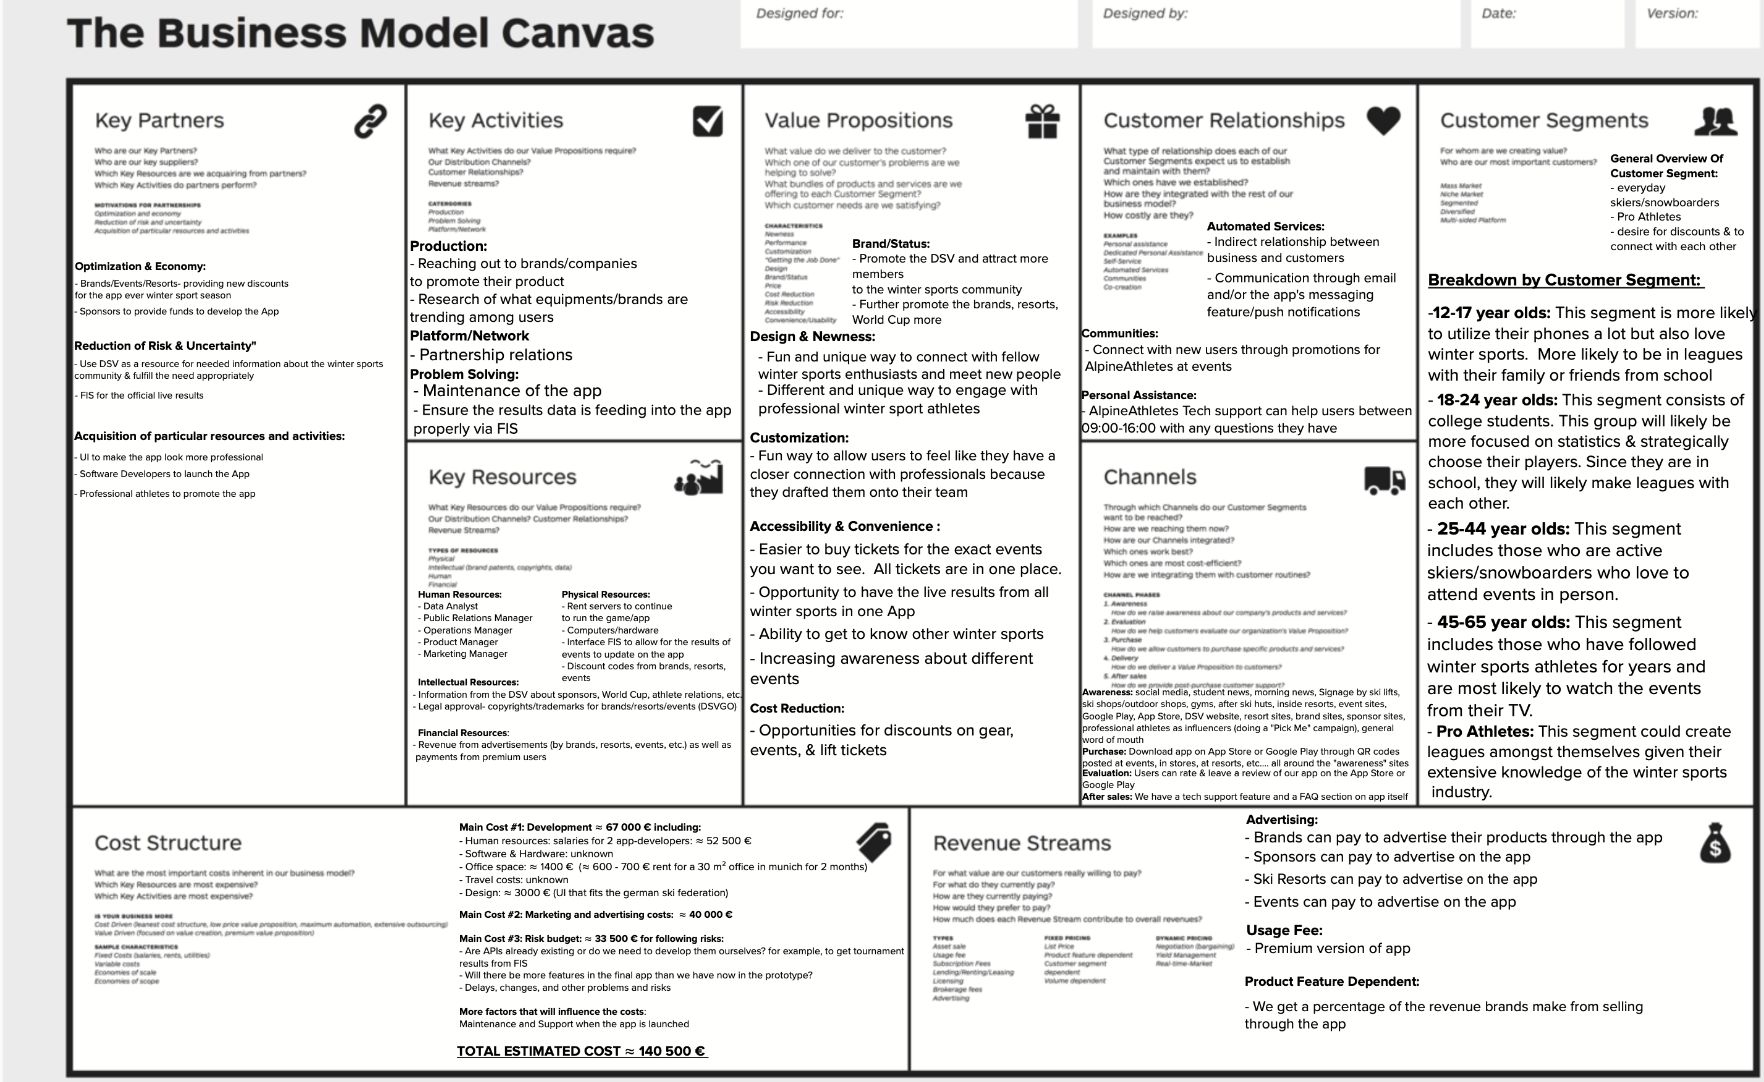 The Business Model Canvas
Designed for:
Designed by:
Date:
Version:
Key Partners
Who are our Key Partners?
Who are our key suppliers?
Which Key Resources are we acquairing from partners?
Which Key Activities do partners perform?
MOTIVATIONS FOR PARTNERSHIPS
Optimization and economy
Reduction of risk and uncertainty
Acquisition of particular resources and activities
Optimization & Economy:
- Brands/Events/Resorts- providing new discounts
for the app ever winter sport season
- Sponsors to provide funds to develop the App
Reduction of Risk & Uncertainty"
- Use DSV as a resource for needed information about the winter sports
community & fulfill the need appropriately
- FIS for the official live results
Acquisition of particular resources and activities:
- UI to make the app look more professional
- Software Developers to launch the App
- Professional athletes to promote the app
Key Activities
What Key Activities do our Value Propositions require?
Our Distribution Channels?
Customer Relationships?
Revenue streams?
CATERGORIES
Production
Problem Solving
Platform/Network
Production:
- Reaching out to brands/companies
to promote their product
- Research of what equipments/brands are
trending among users
Platform/Network
- Partnership relations
Problem Solving:
- Maintenance of the app
- Ensure the results data is feeding into the app
properly via FIS
Key Resources
What Key Resources do our Value Propositions require?
Our Distribution Channels? Customer Relationships?
Revenue Streams?
TYPES OF RESOURCES
Physical
Intellectual (brand patents, copyrights, data)
Human
Financial
Human Resources:
- Data Analyst
- Public Relations Manager
- Operations Manager
- Product Manager
- Marketing Manager
Physical Resources:
- Rent servers to continue
to run the game/app
- Computers/hardware
- Interface FIS to allow for the results of
events to update on the app
- Discount codes from brands, resorts,
events
Intellectual Resources:
- Information from the DSV about sponsors, World Cup, athlete relations, etc.
- Legal approval- copyrights/trademarks for brands/resorts/events (DSVGO)
Financial Resources:
- Revenue from advertisements (by brands, resorts, events, etc.) as well as
payments from premium users
Value Propositions
What value do we deliver to the customer?
Which one of our customer's problems are we
helping to solve?
What bundles of products and services are we
offering to each Customer Segment?
Which customer needs are we satisfying?
CHARACTERISTICS
Newness
Performance
Customization
"Getting the Job Done"
Design
Brand/Status
Price
Cost Reduction
Risk Reduction
Accessibility
Convenience/Usability
Brand/Status:
- Promote the DSV and attract more
members
to the winter sports community
- Further promote the brands, resorts,
World Cup more
Design & Newness:
- Fun and unique way to connect with fellow
winter sports enthusiasts and meet new people
- Different and unique way to engage with
professional winter sport athletes
Customization:
- Fun way to allow users to feel like they have a
closer connection with professionals because
they drafted them onto their team
Accessibility & Convenience :
- Easier to buy tickets for the exact events
you want to see.  All tickets are in one place.
- Opportunity to have the live results from all
winter sports in one App
- Ability to get to know other winter sports
- Increasing awareness about different
events
Cost Reduction:
- Opportunities for discounts on gear,
events, & lift tickets
Customer Relationships
What type of relationship does each of our
Customer Segments expect us to establish
and maintain with them?
Which ones have we established?
How are they integrated with the rest of our
business model?
How costly are they?
EXAMPLES
Personal assistance
Dedicated Personal Assistance
Self-Service
Automated Services
Communities
Co-creation
Automated Services:
- Indirect relationship between
business and customers
- Communication through email
and/or the app's messaging
feature/push notifications
Communities:
- Connect with new users through promotions for
AlpineAthletes at events
Personal Assistance:
- AlpineAthletes Tech support can help users between
09:00-16:00 with any questions they have
Channels
Through which Channels do our Customer Segments
want to be reached?
How are we reaching them now?
How are our Channels integrated?
Which ones work best?
Which ones are most cost-efficient?
How are we integrating them with customer routines?
CHANNEL PHASES
1. Awareness
How do we raise awareness about our company's products and services?
2. Evaluation
How do we help customers evaluate our organization's Value Proposition?
3. Purchase
How do we allow customers to purchase specific products and services?
4. Delivery
How do we deliver a Value Proposition to customers?
5. After sales
How do we provide post-purchase customer support?
Awareness: social media, student news, morning news, Signage by ski lifts,
ski shops/outdoor shops, gyms, after ski huts, inside resorts, event sites,
Google Play, App Store, DSV website, resort sites, brand sites, sponsor sites,
professional athletes as influencers (doing a "Pick Me" campaign), general
word of mouth
Purchase: Download app on App Store or Google Play through QR codes
posted at events, in stores, at resorts, etc.... all around the "awareness" sites
Evaluation: Users can rate & leave a review of our app on the App Store or
Google Play
After sales: We have a tech support feature and a FAQ section on app itself
Customer Segments
For whom are we creating value?
Who are our most important customers?
Mass Market
Niche Market
Segmented
Diversified
Multi-sided Platform
General Overview Of
Customer Segment:
- everyday
skiers/snowboarders
- Pro Athletes
- desire for discounts & to
connect with each other
Breakdown by Customer Segment:
-12-17 year olds: This segment is more likely
to utilize their phones a lot but also love
winter sports.  More likely to be in leagues
with their family or friends from school
- 18-24 year olds: This segment consists of
college students. This group will likely be
more focused on statistics & strategically
choose their players. Since they are in
school, they will likely make leagues with
each other.
- 25-44 year olds: This segment
includes those who are active
skiers/snowboarders who love to
attend events in person.
- 45-65 year olds: This segment
includes those who have followed
winter sports athletes for years and
are most likely to watch the events
from their TV.
- Pro Athletes: This segment could create
leagues amongst themselves given their
extensive knowledge of the winter sports
industry.
Cost Structure
What are the most important costs inherent in our business model?
Which Key Resources are most expensive?
Which Key Activities are most expensive?
IS YOUR BUSINESS MORE
Cost Driven (leanest cost structure, low price value proposition, maximum automation, extensive outsourcing)
Value Driven (focused on value creation, premium value proposition)
SAMPLE CHARACTERISTICS
Fixed Costs (salaries, rents, utilities)
Variable costs
Economies of scale
Economies of scope
Main Cost #1: Development ≈ 67 000 € including:
- Human resources: salaries for 2 app-developers: ≈ 52 500 €
- Software & Hardware: unknown
- Office space: ≈ 1400 €  (≈ 600 - 700 € rent for a 30 m² office in munich for 2 months)
- Travel costs: unknown
- Design: ≈ 3000 € (UI that fits the german ski federation)
Main Cost #2: Marketing and advertising costs:  ≈ 40 000 €
Main Cost #3: Risk budget: ≈ 33 500 € for following risks:
- Are APIs already existing or do we need to develop them ourselves? for example, to get tournament
results from FIS
- Will there be more features in the final app than we have now in the prototype?
- Delays, changes, and other problems and risks
More factors that will influence the costs:
Maintenance and Support when the app is launched
TOTAL ESTIMATED COST ≈ 140 500 €
Revenue Streams
For what value are our customers really willing to pay?
For what do they currently pay?
How are they currently paying?
How would they prefer to pay?
How much does each Revenue Stream contribute to overall revenues?
TYPES
Asset sale
Usage fee
Subscription Fees
Lending/Renting/Leasing
Licensing
Brokerage fees
Advertising
FIXED PRICING
List Price
Product feature dependent
Customer segment
dependent
Volume dependent
DYNAMIC PRICING
Negotiation (bargaining)
Yield Management
Real-time-Market
Advertising:
- Brands can pay to advertise their products through the app
- Sponsors can pay to advertise on the app
- Ski Resorts can pay to advertise on the app
- Events can pay to advertise on the app
Usage Fee:
- Premium version of app
Product Feature Dependent:
- We get a percentage of the revenue brands make from selling
through the app